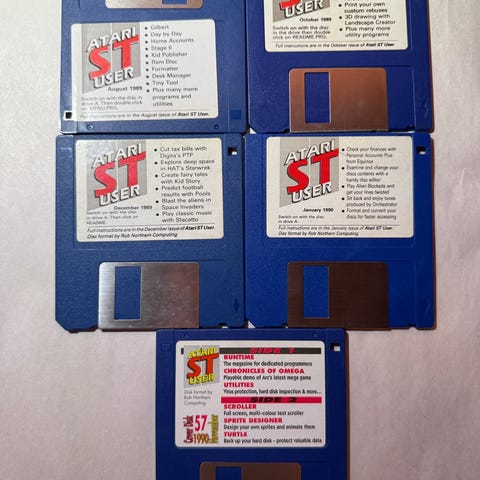 ATARI
ST
USER
August 1989
Switch on with the disc
in drive A. Then double click
on MENU.PRG.
• Gilbert
• Day by Day
• Home Accounts
• Stage II
• Kid Publisher
• Ram Disc
• Formatter
• Desk Manager
• Tiny Tool
• Plus many more
programs and
utilities
Full instructions are in the August issue of Atari ST User.
USER
October 1989
Switch on with the disc
in the drive then double
click on README.PRG.
• Print your own
custom rebuses
• 3D drawing with
Landscape Creator
• Plus many more
utility programs
Full instructions are in the October issue of Atari ST User.
ATARI
ST
USER
December 1989
Switch on with the disc
in drive A. Then click on
README.
• Cut tax bills with
Digita's PTP
• Explore deep space
in HAT's Starwrek
• Create fairy tales
with Kid Story
• Predict football
results with Pools
• Blast the aliens in
Space Invaders
• Play classic music
with Stacatto
Full instructions are in the December issue of Atari ST User.
Disc format by Rob Northern Computing
ATARI
ST
USER
January 1990
Switch on with the disc
in drive A.
• Check your finances with
Personal Accounts Plus
from Equinox
• Examine and change your
discs contents with a
handy disc editor
• Play Alien Blockade and
get your ships wasted
• Sit back and enjoy tunes
produced by Orchestrator
• Format and convert your
discs for faster accessing
Full instructions are in the January issue of Atari ST User.
Disc format by Rob Northern Computing
ATARI
ST
USER
Disk format by
Rob Northern
Computing
Cover Disk
57
November
1990
SIDE 1
RUNTIME
The magazine for dedicated programmers
CHRONICLES OF OMEGA
Playable demo of Arc's latest mega game
UTILITIES
Virus protection, hard disk inspection & more...
SIDE 2
SCROLLER
Full screen, multi-colour text scroller
SPRITE DESIGNER
Design your own sprites and animate them
TURTLE
Back up your hard disk - protect valuable data